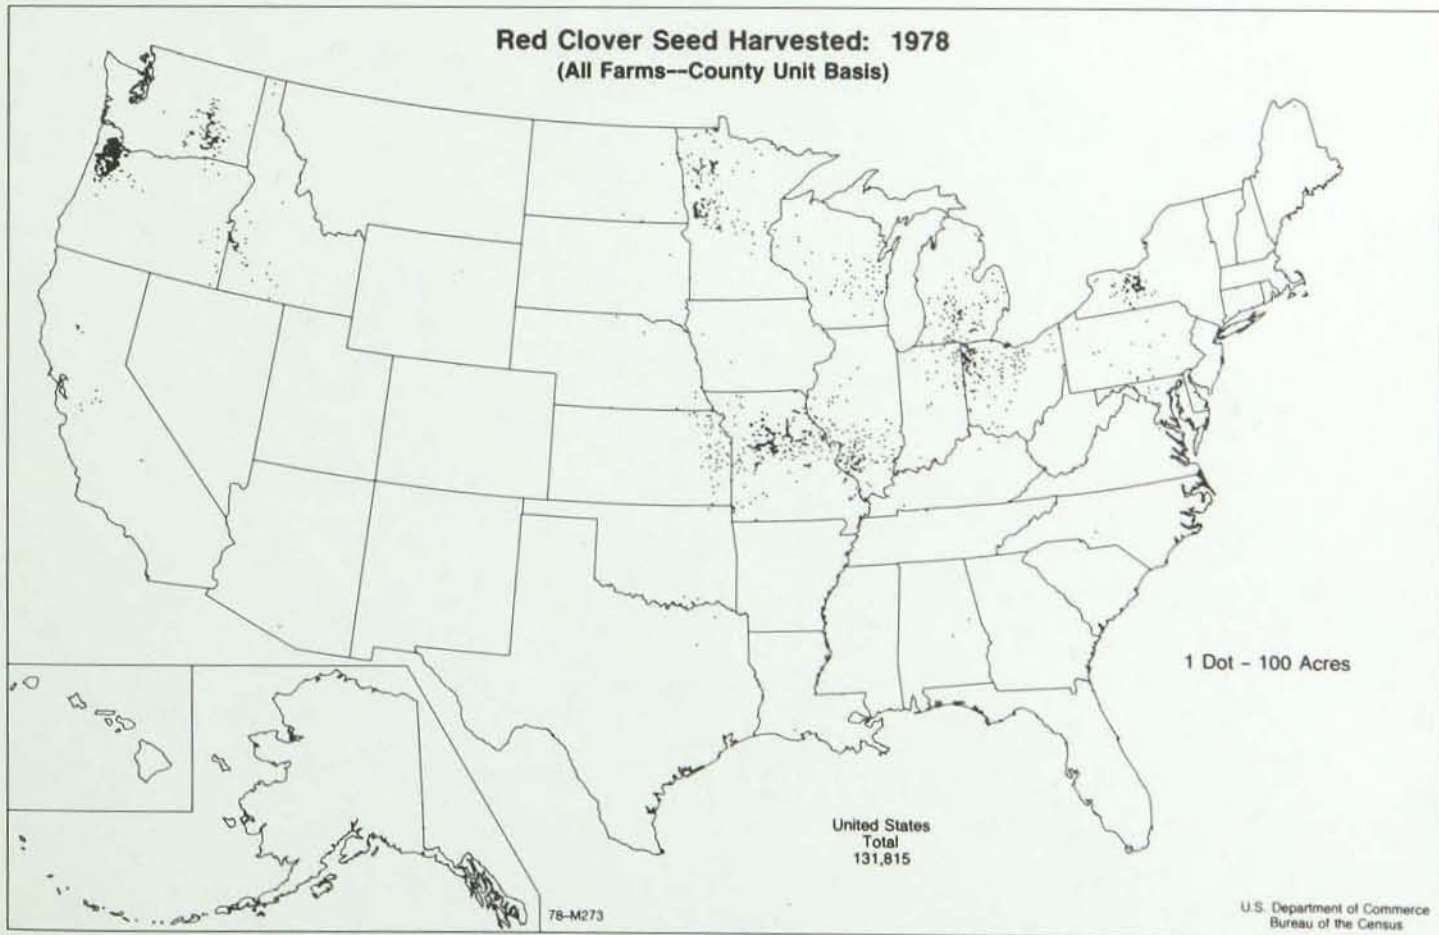 Red Clover Seed Harvested: 1978
(All Farms--County Unit Basis)
1 Dot - 100 Acres
United States
Total
131,815
78-M273
U.S. Department of Commerce
Bureau of the Census